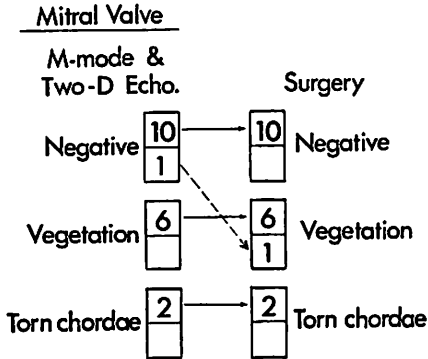 Mitral Valve
M-mode &
Two-D Echo.
Surgery
Negative 10 10 Negative
1
Vegetation 6 6 Vegetation
1
Torn chordae 2 2 Torn chordae